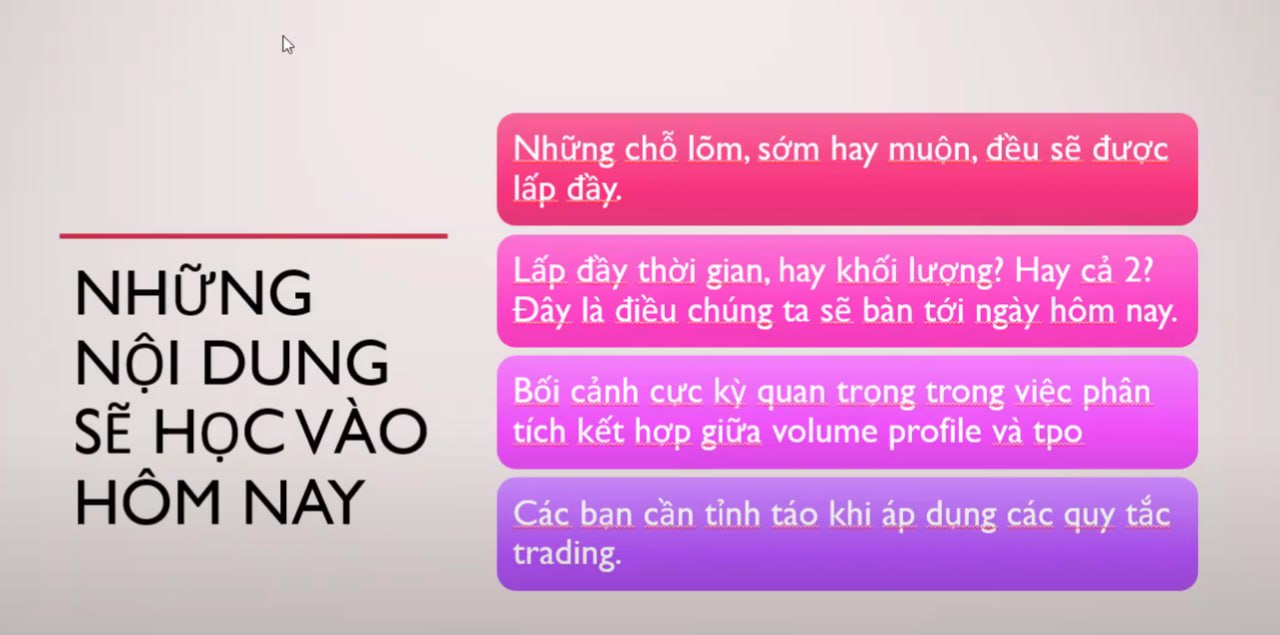 NHỮNG
NỘI DUNG
SẼ HỌC VÀO
HÔM NAY
Những chỗ lõm, sớm hay muộn, đều sẽ được
lấp đầy.
Lấp đầy thời gian, hay khối lượng? Hay cả 2?
Đây là điều chúng ta sẽ bàn tới ngày hôm nay.
Bối cảnh cực kỳ quan trọng trong việc phân
tích kết hợp giữa volume profile và tpo
Các bạn cần tỉnh táo khi áp dụng các quy tắc
trading.